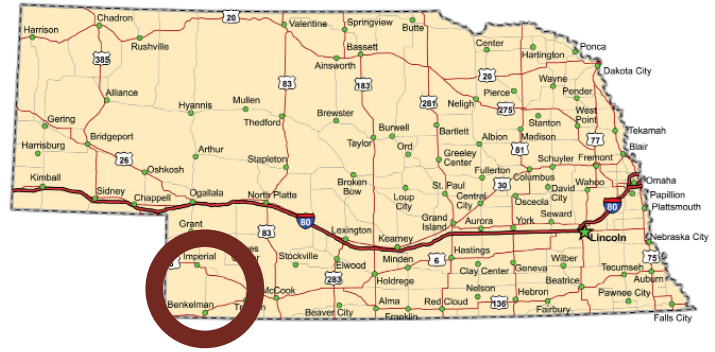 20
Chadron
Valentine
Springview
Butte
Harrison
Rushville
Bassett
Center
Hartington
Ponca
385
Ainsworth
Dakota City
20
83
183
Wayne
Alliance
Pierce
Pender
281
Neligh
275
Hyannis
Mullen
West
Point
Gering
Thedford
Brewster
Stanton
Tekamah
Harrisburg
Bridgeport
Burwell
Bartlett
Albion
Madison
77
Taylor
Ord
81
Blair
26
Arthur
Greeley
Center
Schuyler
Fremont
Oshkosh
Stapleton
Fullerton
Columbus
Kimball
Broken
Bow
St. Paul
30
David
City
Wahoo
Omaha
Sidney
Chappell
Ogallala
North Platte
Loup
City
Central
City
Osceola
Papillion
80
Plattsmouth
80
Grant
Grand
Island
Aurora
York
Seward
83
Lexington
Kearney
Lincoln
Nebraska City
Hastings
Imperial
Stockville
Elwood
Minden
6
Clay Center
Geneva
Wilber
75
283
Holdrege
Tecumseh
Auburn
McCook
Nelson
Beatrice
Benkelman
Alma
Red Cloud
Hebron
Pawnee City
Beaver City
Franklin
136
Fairbury
Falls City